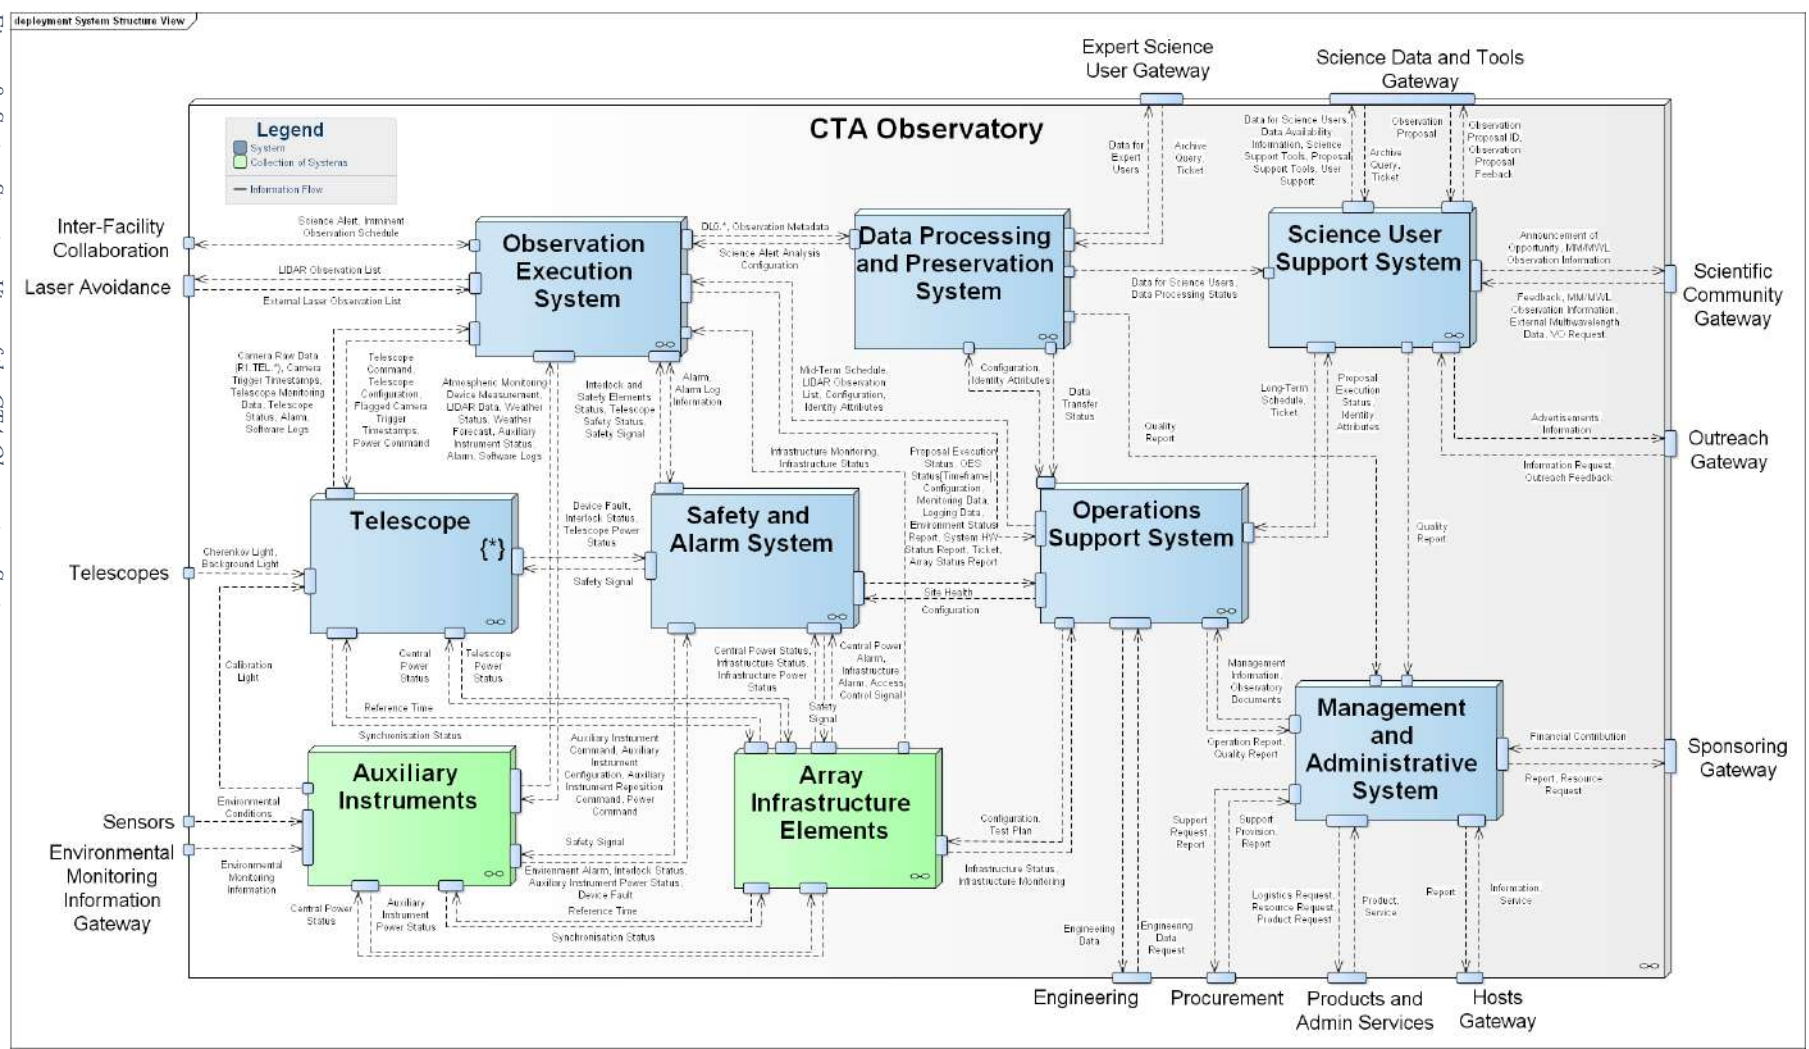 deployment System Structure View
Expert Science
User Gateway
Science Data and Tools
Gateway
CTA Observatory
Legend
System
Collection of Systems
Information Flow
Data for
Expert
Users
Archive
Query,
Ticket
Data for Science Users,
Data Availability
Information, Science
Support Tools, Proposal
Support Tools, User
Support
Archive
Query,
Ticket
Observation
Proposal
Observation
Proposal ID,
Observation
Proposal
Feeback
Inter-Facility
Collaboration
Laser Avoidance
Science Alert, Imminent
Observation Schedule
LIDAR Observation List
External Laser Observation List
Observation
Execution
System
DL0.*, Observation Metadata
Science Alert Analysis
Configuration
Data Processing
and Preservation
System
Data for Science Users,
Data Processing Status
Science User
Support System
Announcement of
Opportunity, MM/MWL
Observation Information
Feedback, MM/MWL
Observation Information,
External Multiwavelength
Data, VO Request
Scientific
Community
Gateway
Camera Raw Data
(R1.TEL.*), Camera
Trigger Timestamps,
Telescope Monitoring
Data, Telescope
Status, Alarm,
Software Logs
Telescope
Command,
Telescope
Configuration,
Flagged Camera
Trigger
Timestamps,
Power Command
Atmospheric Monitoring
Device Measurement,
LIDAR Data, Weather
Status, Weather
Forecast, Auxiliary
Instrument Status,
Alarm, Software Logs
Interlock and
Safety Elements
Status, Telescope
Safety Status,
Safety Signal
Alarm,
Alarm Log
Information
Mid-Term Schedule,
LIDAR Observation
List, Configuration,
Identity Attributes
Configuration,
Identity Attributes
Data
Transfer
Status
Quality
Report
Long-Term
Schedule,
Ticket
Proposal
Execution
Status,
Identity
Attributes
Advertisements,
Information
Information Request,
Outreach Feedback
Outreach
Gateway
Infrastructure Monitoring,
Infrastructure Status
Proposal Execution
Status, OES
Status[Timeframe],
Configuration,
Monitoring Data,
Logging Data,
Environment Status
Report, System HW
Status Report, Ticket,
Array Status Report
Telescope
{*}
Device Fault,
Interlock Status,
Telescope Power
Status
Safety Signal
Safety and
Alarm System
Site Health
Configuration
Operations
Support System
Quality
Report
Telescopes
Cherenkov Light,
Background Light
Calibration
Light
Central
Power
Status
Telescope
Power
Status
Reference Time
Synchronisation Status
Central Power Status,
Infrastructure Status,
Infrastructure Power
Status
Safety
Signal
Central Power
Alarm,
Infrastructure
Alarm, Access
Control Signal
Management
Information,
Observatory
Documents
Operation Report,
Quality Report
Management
and
Administrative
System
Financial Contribution
Report, Resource
Request
Sponsoring
Gateway
Auxiliary
Instruments
Auxiliary Instrument
Command, Auxiliary
Instrument
Configuration, Auxiliary
Instrument Reposition
Command, Power
Command
Array
Infrastructure
Elements
Sensors
Environmental
Monitoring
Information
Gateway
Environmental
Conditions
Environmental
Monitoring
Information
Safety Signal
Environment Alarm, Interlock Status,
Auxiliary Instrument Power Status,
Device Fault
Configuration,
Test Plan
Infrastructure Status,
Infrastructure Monitoring
Central Power
Status
Auxiliary
Instrument
Power Status
Reference Time
Synchronisation Status
Engineering
Data
Engineering
Data
Request
Support
Request,
Report
Support
Provision,
Report
Logistics Request,
Resource Request,
Product Request
Product,
Service
Report
Information,
Service
Engineering
Procurement
Products and
Admin Services
Hosts
Gateway